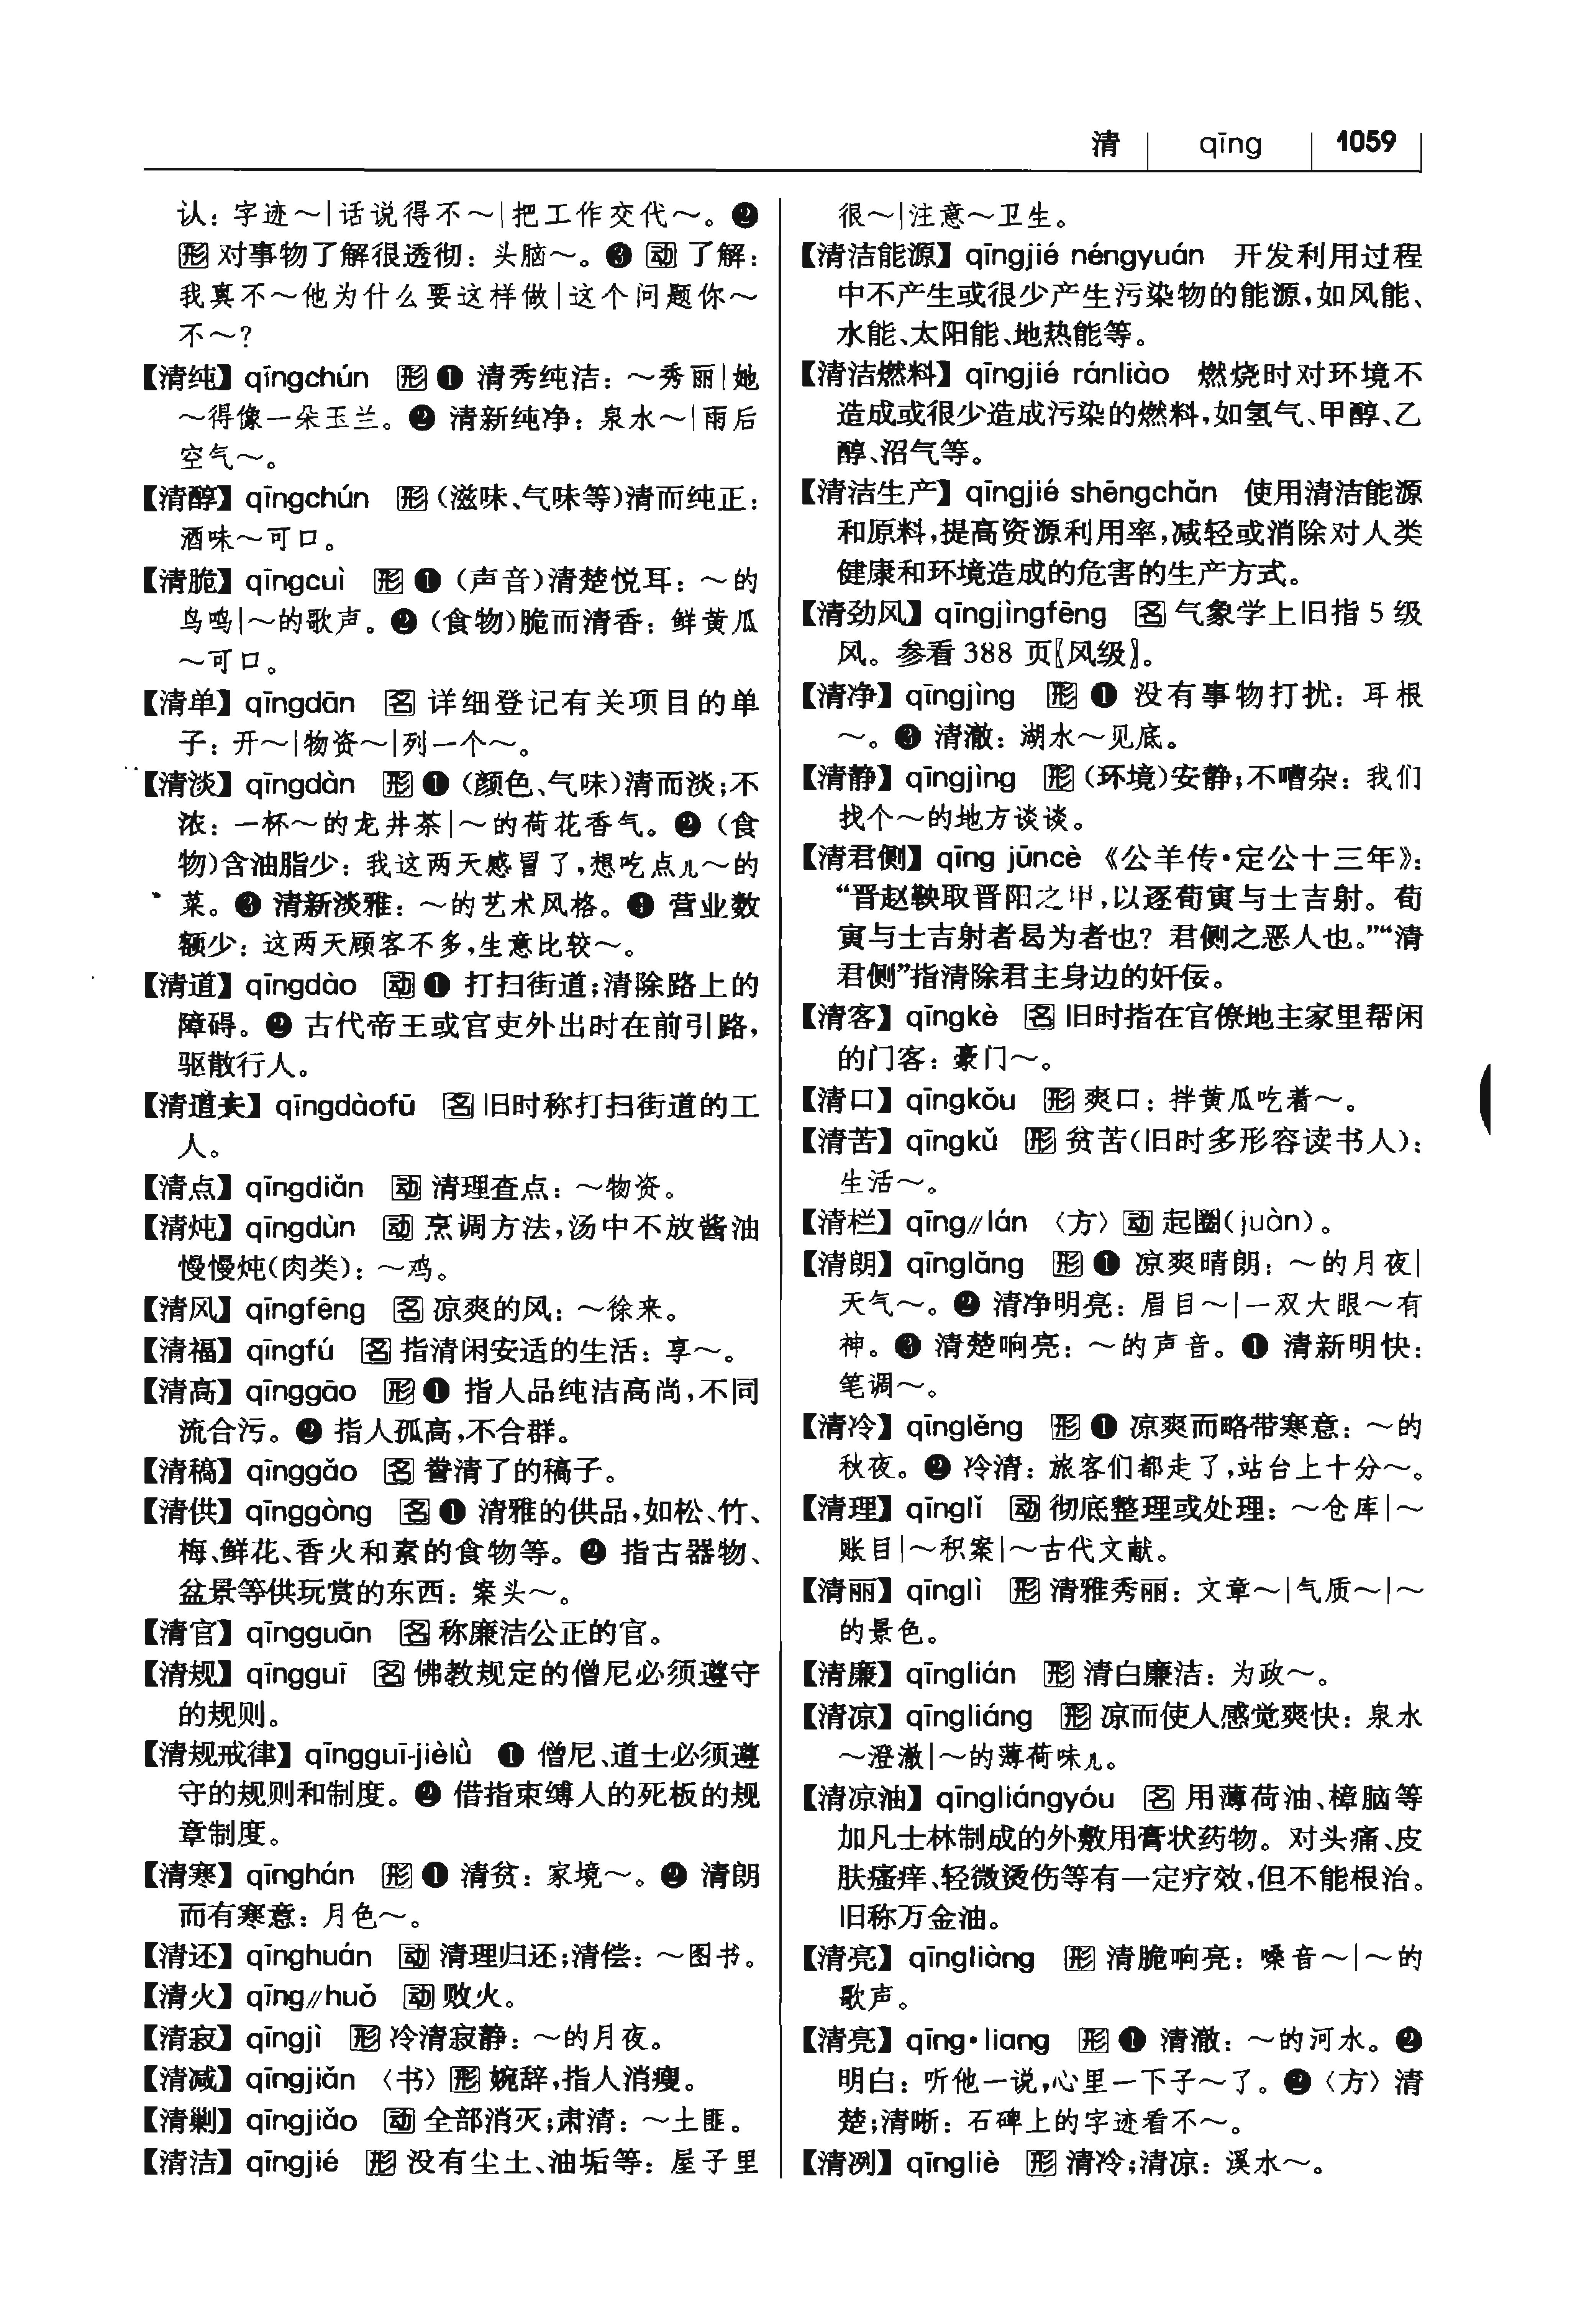 清 qīng 1059
认：字迹～|话说得不～|把工作交代～。❷
形 对事物了解很透彻：头脑～。❸ 动 了解：
我真不～他为什么要这样做|这个问题你～
不～?
【清纯】qīngchún 形❶ 清秀纯洁：～秀丽|她
～得像一朵玉兰。❷ 清新纯净：泉水～|雨后
空气～。
【清醇】qīngchún 形(滋味、气味等)清而纯正：
酒味～可口。
【清脆】qīngcuì 形❶ (声音)清楚悦耳：～的
鸟鸣|～的歌声。❷ (食物)脆而清香：鲜黄瓜
～可口。
【清单】qīngdān 名 详细登记有关项目的单
子：开～|物资～|列一个～。
【清淡】qīngdàn 形❶ (颜色、气味)清而淡;不
浓：一杯～的龙井茶|～的荷花香气。❷ (食
物)含油脂少：我这两天感冒了,想吃点儿～的
菜。❸ 清新淡雅：～的艺术风格。❹ 营业数
额少：这两天顾客不多,生意比较～。
【清道】qīngdào 动❶ 打扫街道;清除路上的
障碍。❷ 古代帝王或官吏外出时在前引路,
驱散行人。
【清道夫】qīngdàofū 名 旧时称打扫街道的工
人。
【清点】qīngdiǎn 动 清理查点：～物资。
【清炖】qīngdùn 动 烹调方法,汤中不放酱油
慢慢炖(肉类)：～鸡。
【清风】qīngfēng 名 凉爽的风：～徐来。
【清福】qīngfú 名 指清闲安适的生活：享～。
【清高】qīnggāo 形❶ 指人品纯洁高尚,不同
流合污。❷ 指人孤高,不合群。
【清稿】qīnggǎo 名 誊清了的稿子。
【清供】qīnggòng 名❶ 清雅的供品,如松、竹、
梅、鲜花、香火和素的食物等。❷ 指古器物、
盆景等供玩赏的东西：案头～。
【清官】qīngguān 名 称廉洁公正的官。
【清规】qīngguī 名 佛教规定的僧尼必须遵守
的规则。
【清规戒律】qīngguī-jièlǜ ❶ 僧尼、道士必须遵
守的规则和制度。❷ 借指束缚人的死板的规
章制度。
【清寒】qīnghán 形❶ 清贫：家境～。❷ 清朗
而有寒意：月色～。
【清还】qīnghuán 动 清理归还;清偿：～图书。
【清火】qīng∥huǒ 动 败火。
【清寂】qīngjì 形 冷清寂静：～的月夜。
【清减】qīngjiǎn 〈书〉形 婉辞,指人消瘦。
【清剿】qīngjiǎo 动 全部消灭;肃清：～土匪。
【清洁】qīngjié 形 没有尘土、油垢等：屋子里
很～|注意～卫生。
【清洁能源】qīngjié néngyuán 开发利用过程
中不产生或很少产生污染物的能源,如风能、
水能、太阳能、地热能等。
【清洁燃料】qīngjié ránliào 燃烧时对环境不
造成或很少造成污染的燃料,如氢气、甲醇、乙
醇、沼气等。
【清洁生产】qīngjié shēngchǎn 使用清洁能源
和原料,提高资源利用率,减轻或消除对人类
健康和环境造成的危害的生产方式。
【清劲风】qīngjìngfēng 名 气象学上旧指 5 级
风。参看 388 页〖风级〗。
【清净】qīngjìng 形❶ 没有事物打扰：耳根
～。❸ 清澈：湖水～见底。
【清静】qīngjìng 形(环境)安静;不嘈杂：我们
找个～的地方谈谈。
【清君侧】qīng jūncè 《公羊传·定公十三年》：
“晋赵鞅取晋阳之甲,以逐荀寅与士吉射。荀
寅与士吉射者曷为者也? 君侧之恶人也。”“清
君侧”指清除君主身边的奸佞。
【清客】qīngkè 名 旧时指在官僚地主家里帮闲
的门客：豪门～。
【清口】qīngkǒu 形 爽口：拌黄瓜吃着～。
【清苦】qīngkǔ 形 贫苦(旧时多形容读书人)：
生活～。
【清栏】qīng∥lán 〈方〉动 起圈(juàn)。
【清朗】qīnglǎng 形❶ 凉爽晴朗：～的月夜|
天气～。❷ 清净明亮：眉目～|一双大眼～有
神。❸ 清楚响亮：～的声音。❶ 清新明快：
笔调～。
【清冷】qīnglěng 形❶ 凉爽而略带寒意：～的
秋夜。❷ 冷清：旅客们都走了,站台上十分～。
【清理】qīnglǐ 动 彻底整理或处理：～仓库|～
账目|～积案|～古代文献。
【清丽】qīnglì 形 清雅秀丽：文章～|气质～|～
的景色。
【清廉】qīnglián 形 清白廉洁：为政～。
【清凉】qīngliáng 形 凉而使人感觉爽快：泉水
～澄澈|～的薄荷味儿。
【清凉油】qīngliángyóu 名 用薄荷油、樟脑等
加凡士林制成的外敷用膏状药物。对头痛、皮
肤瘙痒、轻微烫伤等有一定疗效,但不能根治。
旧称万金油。
【清亮】qīngliàng 形 清脆响亮：嗓音～|～的
歌声。
【清亮】qīng·liang 形❶ 清澈：～的河水。❷
明白：听他一说,心里一下子～了。❷〈方〉清
楚;清晰：石碑上的字迹看不～。
【清冽】qīngliè 形 清冷;清凉：溪水～。